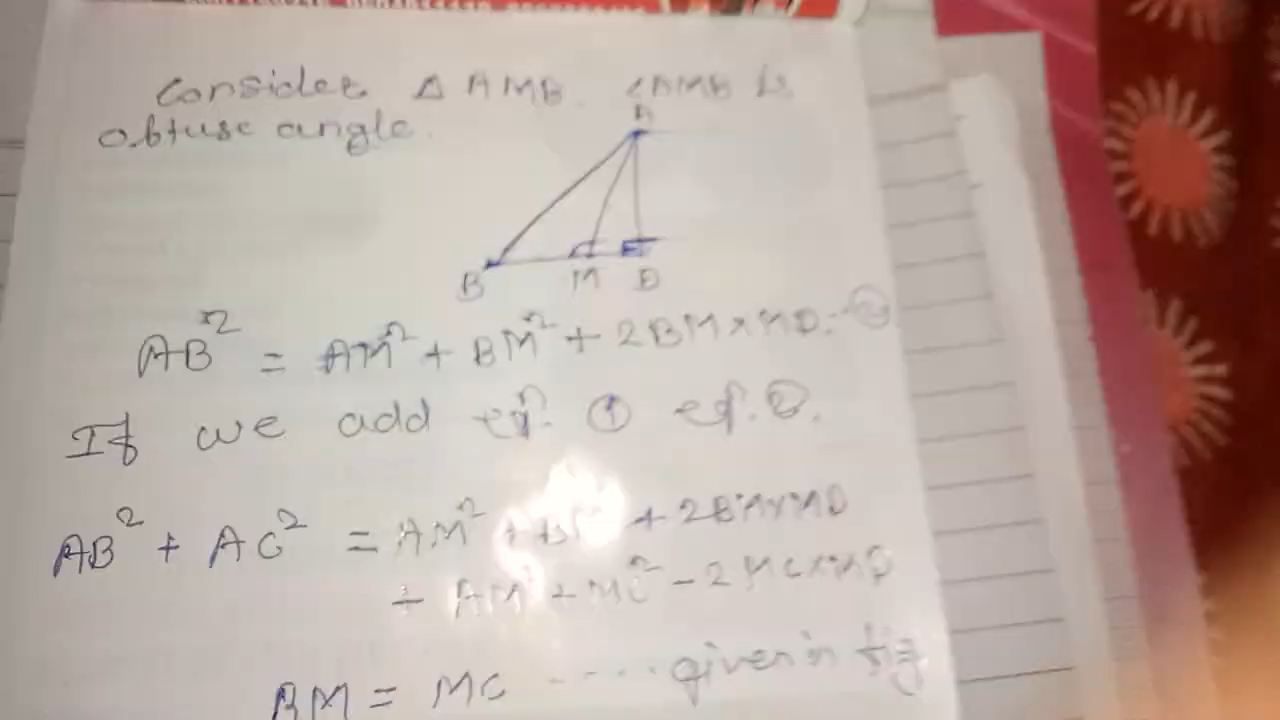 Consider △ AMB. ∠AMB is
obtuse angle.
A
B M D
AB² = AM² + BM² + 2BM×MD.
If we add eq. ① eq. ②.
AB² + AC² = AM² + BM² + 2BM×MD
+ AM² + MC² - 2MC×MD
BM = MC ..... given in fig